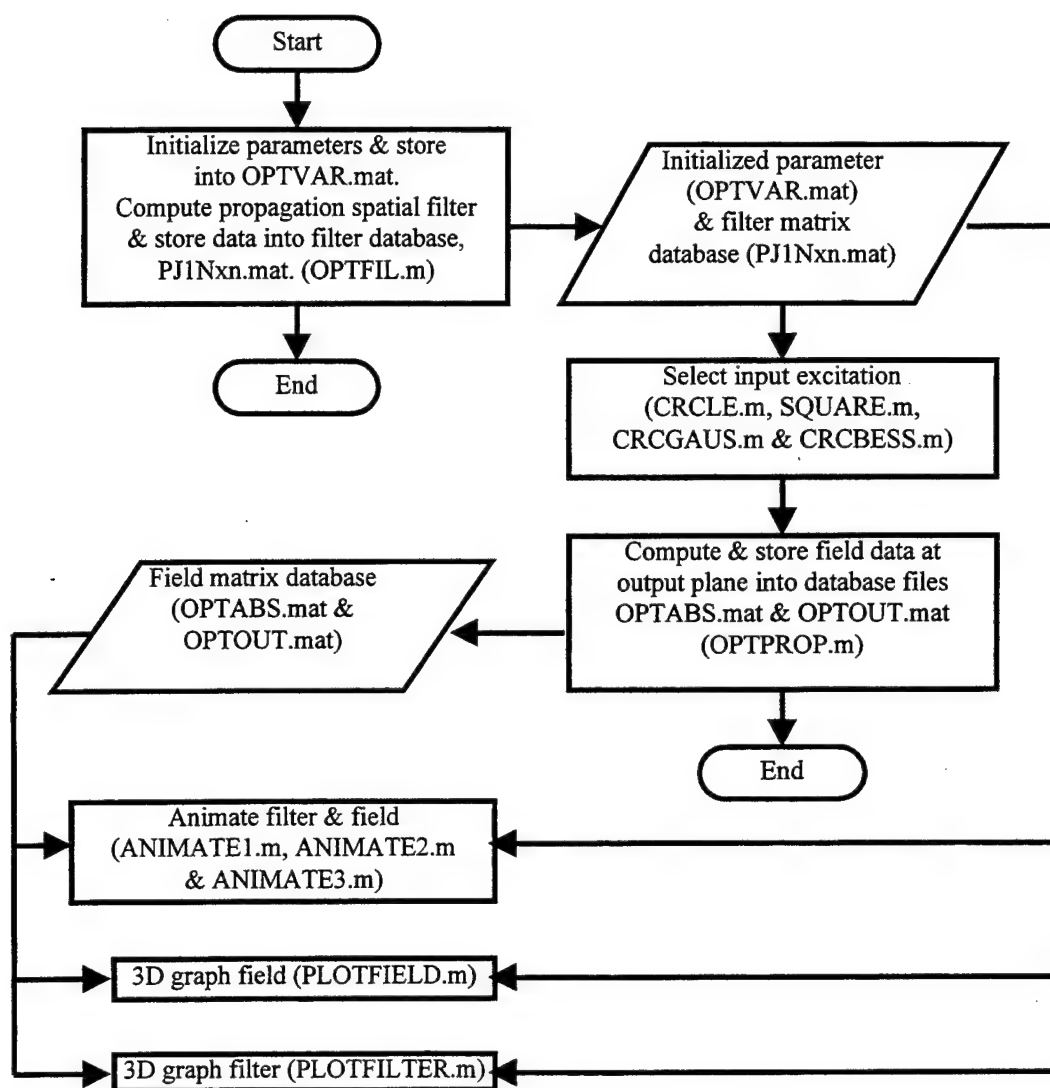 Start
Initialize parameters & store
into OPTVAR.mat.
Compute propagation spatial filter
& store data into filter database,
PJ1Nxn.mat. (OPTFIL.m)
Initialized parameter
(OPTVAR.mat)
& filter matrix
database (PJ1Nxn.mat)
End
Select input excitation
(CRCLE.m, SQUARE.m,
CRCGAUS.m & CRCBESS.m)
Compute & store field data at
output plane into database files
OPTABS.mat & OPTOUT.mat
(OPTPROP.m)
Field matrix database
(OPTABS.mat &
OPTOUT.mat)
End
Animate filter & field
(ANIMATE1.m, ANIMATE2.m
& ANIMATE3.m)
3D graph field (PLOTFIELD.m)
3D graph filter (PLOTFILTER.m)